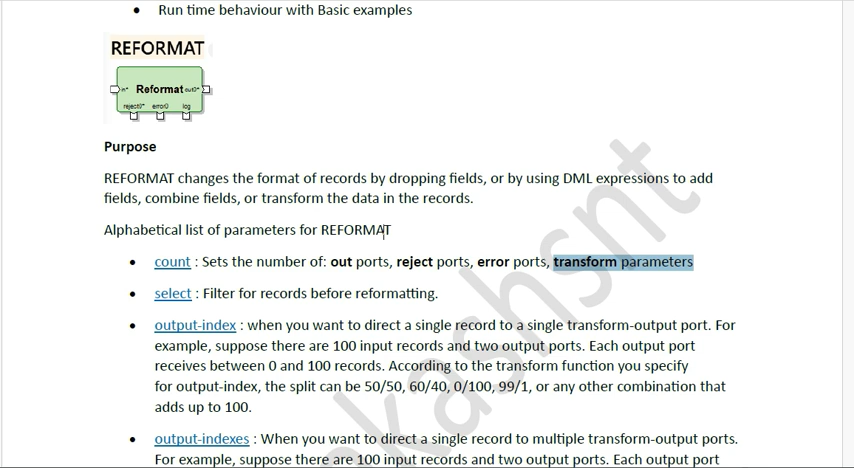 • Run time behaviour with Basic examples
REFORMAT
in* Reformat out0*
reject0* error0 log
Purpose
REFORMAT changes the format of records by dropping fields, or by using DML expressions to add
fields, combine fields, or transform the data in the records.
Alphabetical list of parameters for REFORMAT
• count : Sets the number of: out ports, reject ports, error ports, transform parameters
• select : Filter for records before reformatting.
• output-index : when you want to direct a single record to a single transform-output port. For
example, suppose there are 100 input records and two output ports. Each output port
receives between 0 and 100 records. According to the transform function you specify
for output-index, the split can be 50/50, 60/40, 0/100, 99/1, or any other combination that
adds up to 100.
• output-indexes : When you want to direct a single record to multiple transform-output ports.
For example, suppose there are 100 input records and two output ports. Each output port